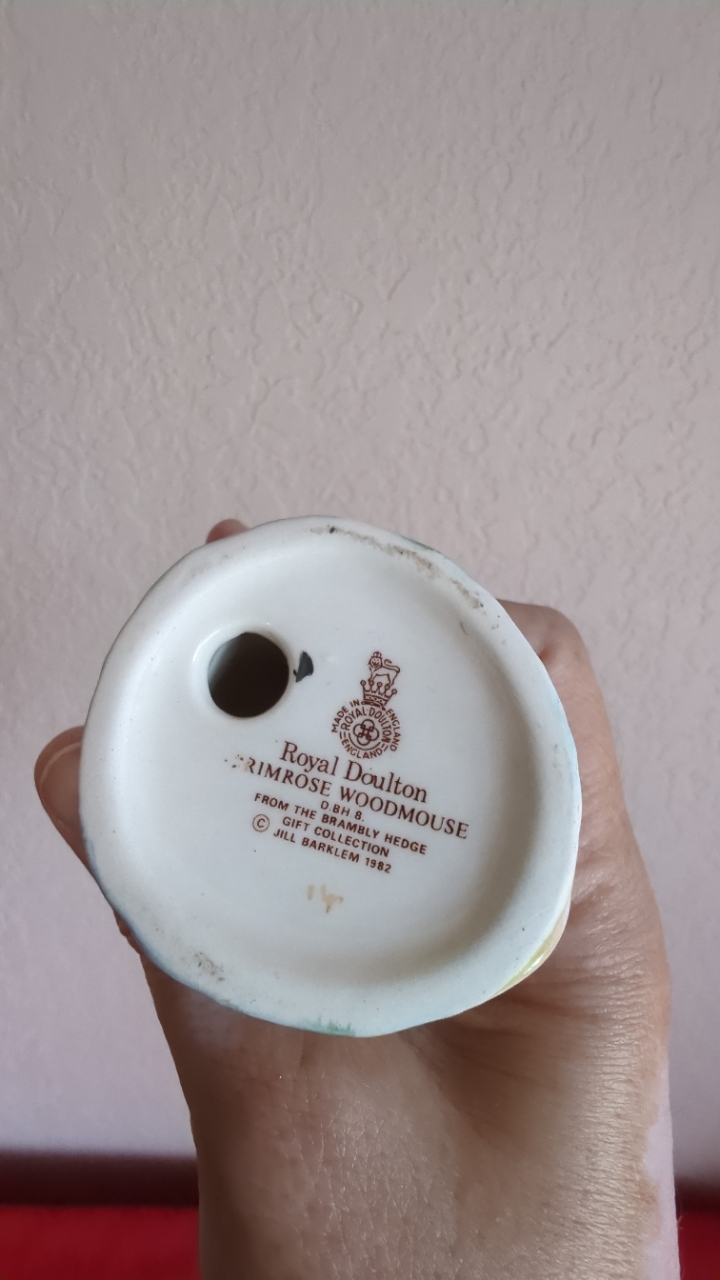 MADE IN ENGLAND
ROYAL DOULTON
ENGLAND
Royal Doulton
RIMROSE WOODMOUSE
D.BH 8.
FROM THE BRAMBLY HEDGE
GIFT COLLECTION
© JILL BARKLEM 1982